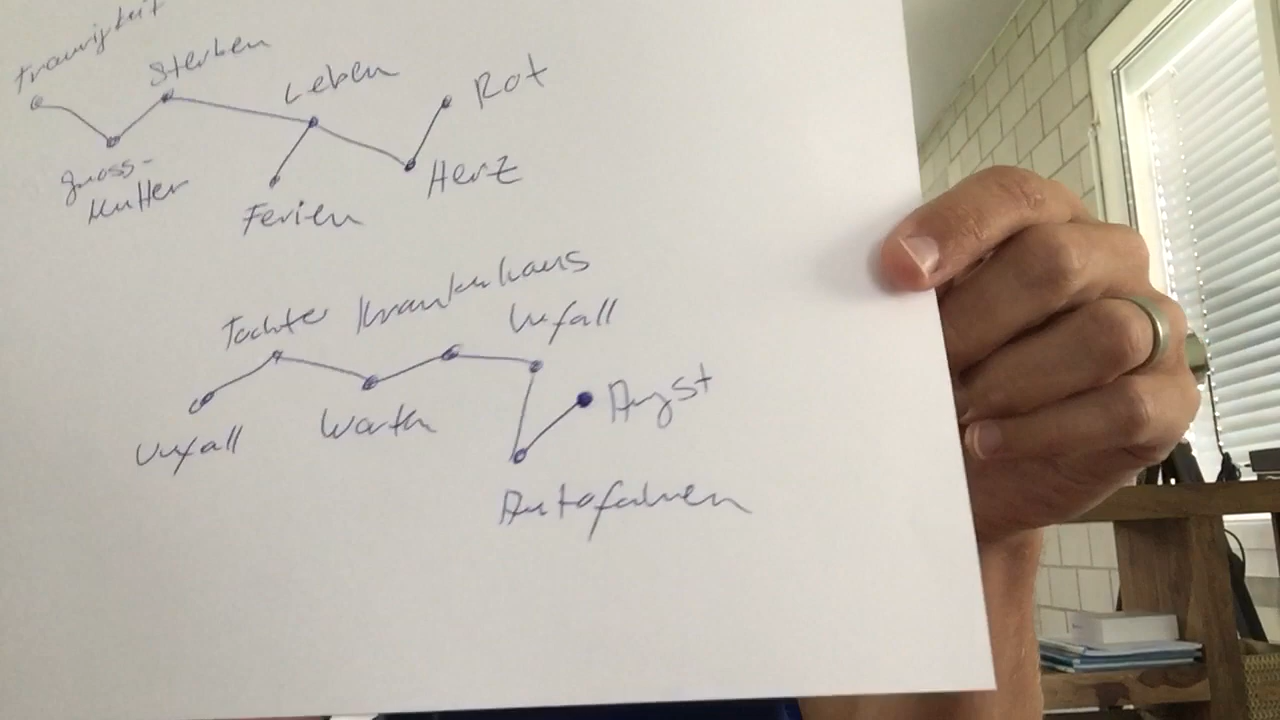 Traurigkeit
Sterben
Leben
Rot
Gross-
Mutter
Herz
Ferien
Tochter Krankenhaus
Unfall
Angst
Warten
Unfall
Autofahren